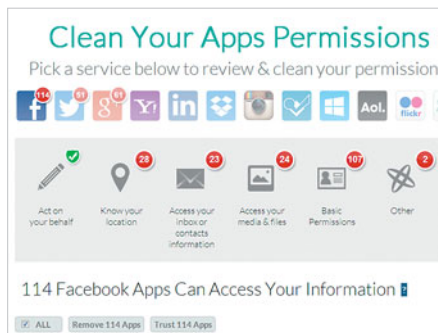 Clean Your Apps Permissions
Pick a service below to review & clean your permission
114 91 61
f g+ Y! in Aol. flickr
28 23 24 107 2
Act on your behalf
Know your location
Access your inbox or contacts information
Access your media & files
Basic Permissions
Other
114 Facebook Apps Can Access Your Information
ALL Remove 114 Apps Trust 114 Apps